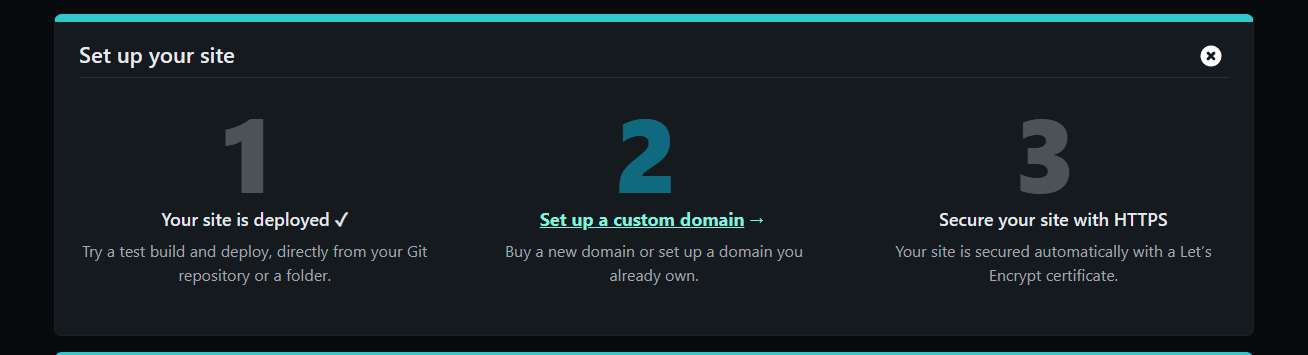 Set up your site
1
Your site is deployed ✓
Try a test build and deploy, directly from your Git
repository or a folder.
2
Set up a custom domain →
Buy a new domain or set up a domain you
already own.
3
Secure your site with HTTPS
Your site is secured automatically with a Let’s
Encrypt certificate.